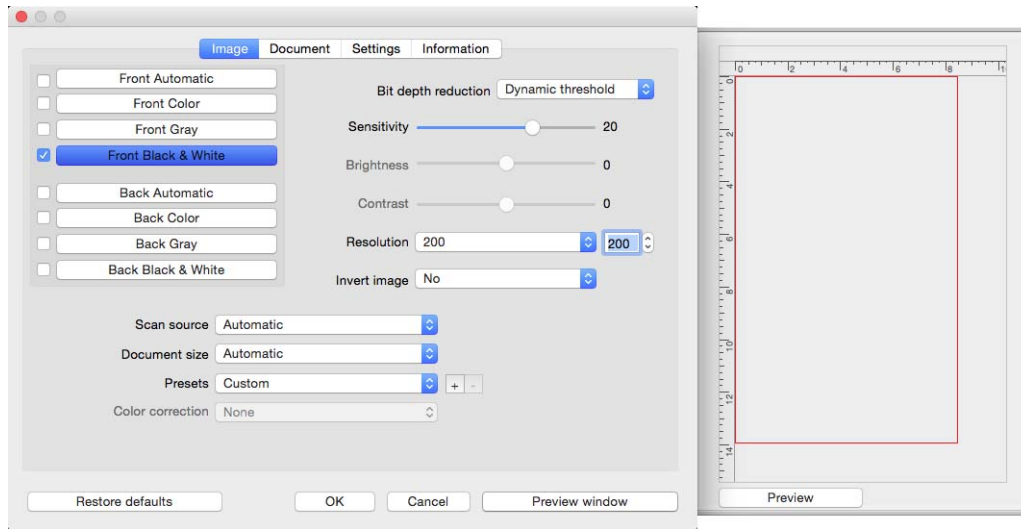 Image Document Settings Information
Front Automatic
Front Color
Front Gray
Front Black & White
Back Automatic
Back Color
Back Gray
Back Black & White
Bit depth reduction Dynamic threshold
Sensitivity 20
Brightness 0
Contrast 0
Resolution 200 200
Invert image No
Scan source Automatic
Document size Automatic
Presets Custom + -
Color correction None
Restore defaults OK Cancel Preview window
0 2 4 6 8
0
2
4
6
8
10
12
14
Preview